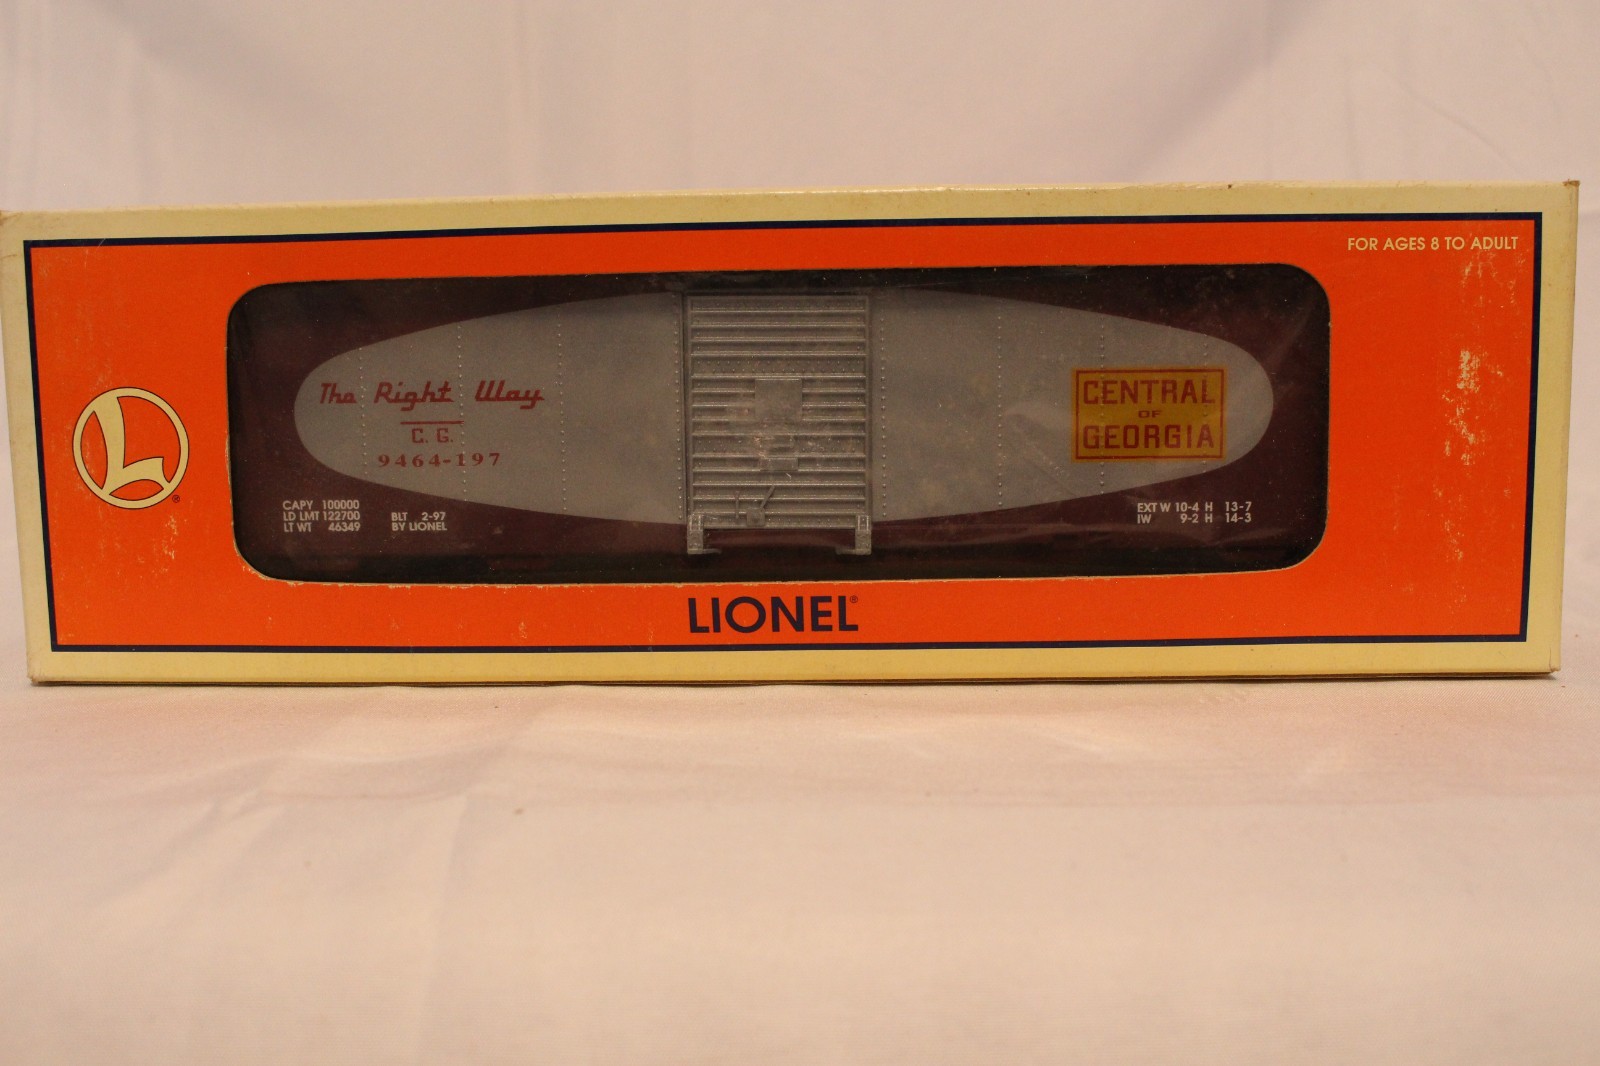 FOR AGES 8 TO ADULT
The Right Way
C. G.
9464-197
CENTRAL
OF
GEORGIA
CAPY 100000
LD LMT 122700
LT WT 46349
BLT 2-97
BY LIONEL
EXT W 10-4 H 13-7
IW 9-2 H 14-3
L®
LIONEL®